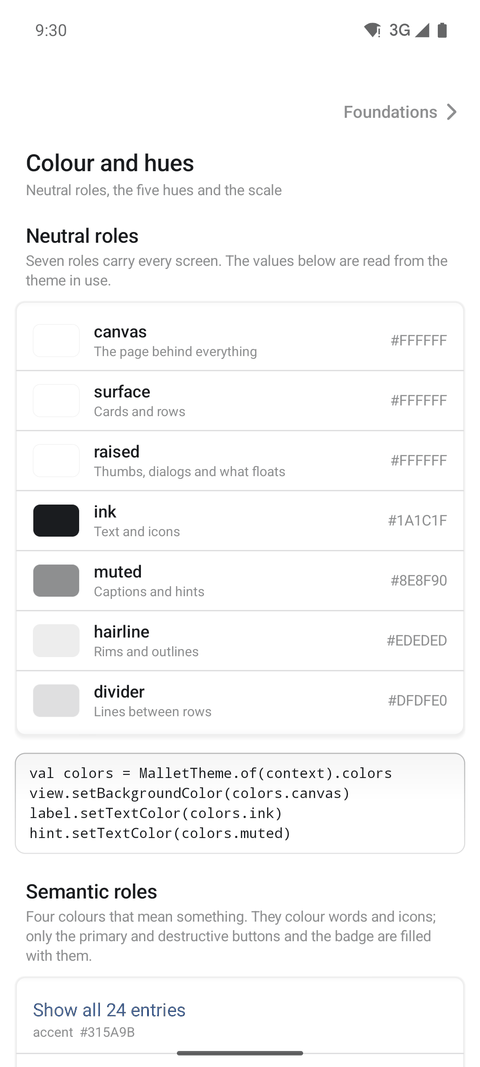 9:30
3G
Foundations
Colour and hues
Neutral roles, the five hues and the scale
Neutral roles
Seven roles carry every screen. The values below are read from the
theme in use.
canvas
The page behind everything
#FFFFFF
surface
Cards and rows
#FFFFFF
raised
Thumbs, dialogs and what floats
#FFFFFF
ink
Text and icons
#1A1C1F
muted
Captions and hints
#8E8F90
hairline
Rims and outlines
#EDEDED
divider
Lines between rows
#DFDFE0
val colors = MalletTheme.of(context).colors
view.setBackgroundColor(colors.canvas)
label.setTextColor(colors.ink)
hint.setTextColor(colors.muted)
Semantic roles
Four colours that mean something. They colour words and icons;
only the primary and destructive buttons and the badge are filled
with them.
Show all 24 entries
accent #315A9B